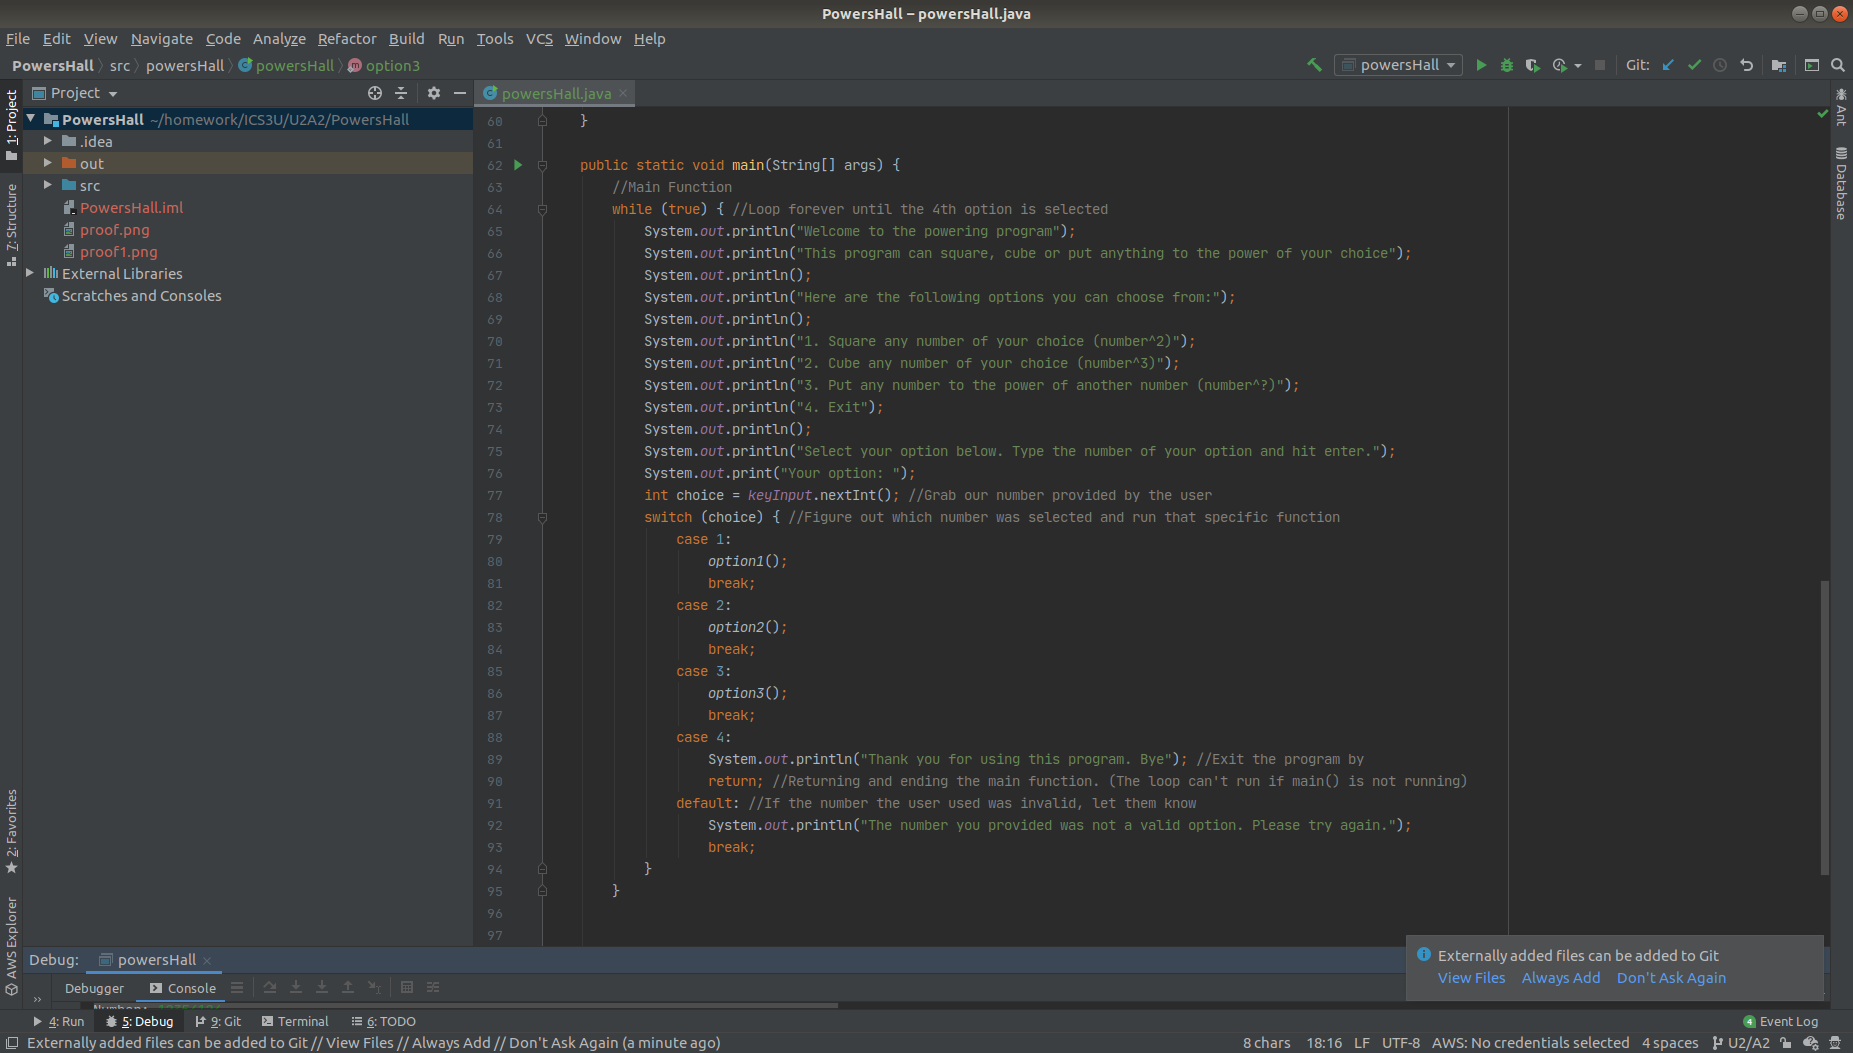 PowersHall – powersHall.java
File Edit View Navigate Code Analyze Refactor Build Run Tools VCS Window Help
PowersHall src powersHall powersHall option3
powersHall Git:
1: Project
7: Structure
2: Favorites
AWS Explorer
Project
PowersHall ~/homework/ICS3U/U2A2/PowersHall
.idea
out
src
PowersHall.iml
proof.png
proof1.png
External Libraries
Scratches and Consoles
powersHall.java
60 }
61
62 public static void main(String[] args) {
63 //Main Function
64 while (true) { //Loop forever until the 4th option is selected
65 System.out.println("Welcome to the powering program");
66 System.out.println("This program can square, cube or put anything to the power of your choice");
67 System.out.println();
68 System.out.println("Here are the following options you can choose from:");
69 System.out.println();
70 System.out.println("1. Square any number of your choice (number^2)");
71 System.out.println("2. Cube any number of your choice (number^3)");
72 System.out.println("3. Put any number to the power of another number (number^?)");
73 System.out.println("4. Exit");
74 System.out.println();
75 System.out.println("Select your option below. Type the number of your option and hit enter.");
76 System.out.print("Your option: ");
77 int choice = keyInput.nextInt(); //Grab our number provided by the user
78 switch (choice) { //Figure out which number was selected and run that specific function
79 case 1:
80 option1();
81 break;
82 case 2:
83 option2();
84 break;
85 case 3:
86 option3();
87 break;
88 case 4:
89 System.out.println("Thank you for using this program. Bye"); //Exit the program by
90 return; //Returning and ending the main function. (The loop can't run if main() is not running)
91 default: //If the number the user used was invalid, let them know
92 System.out.println("The number you provided was not a valid option. Please try again.");
93 break;
94 }
95 }
96
97
Ant
Database
Debug: powersHall
Debugger Console
Externally added files can be added to Git
View Files Always Add Don't Ask Again
4: Run 5: Debug 9: Git Terminal 6: TODO
4 Event Log
Externally added files can be added to Git // View Files // Always Add // Don't Ask Again (a minute ago)
8 chars 18:16 LF UTF-8 AWS: No credentials selected 4 spaces U2/A2